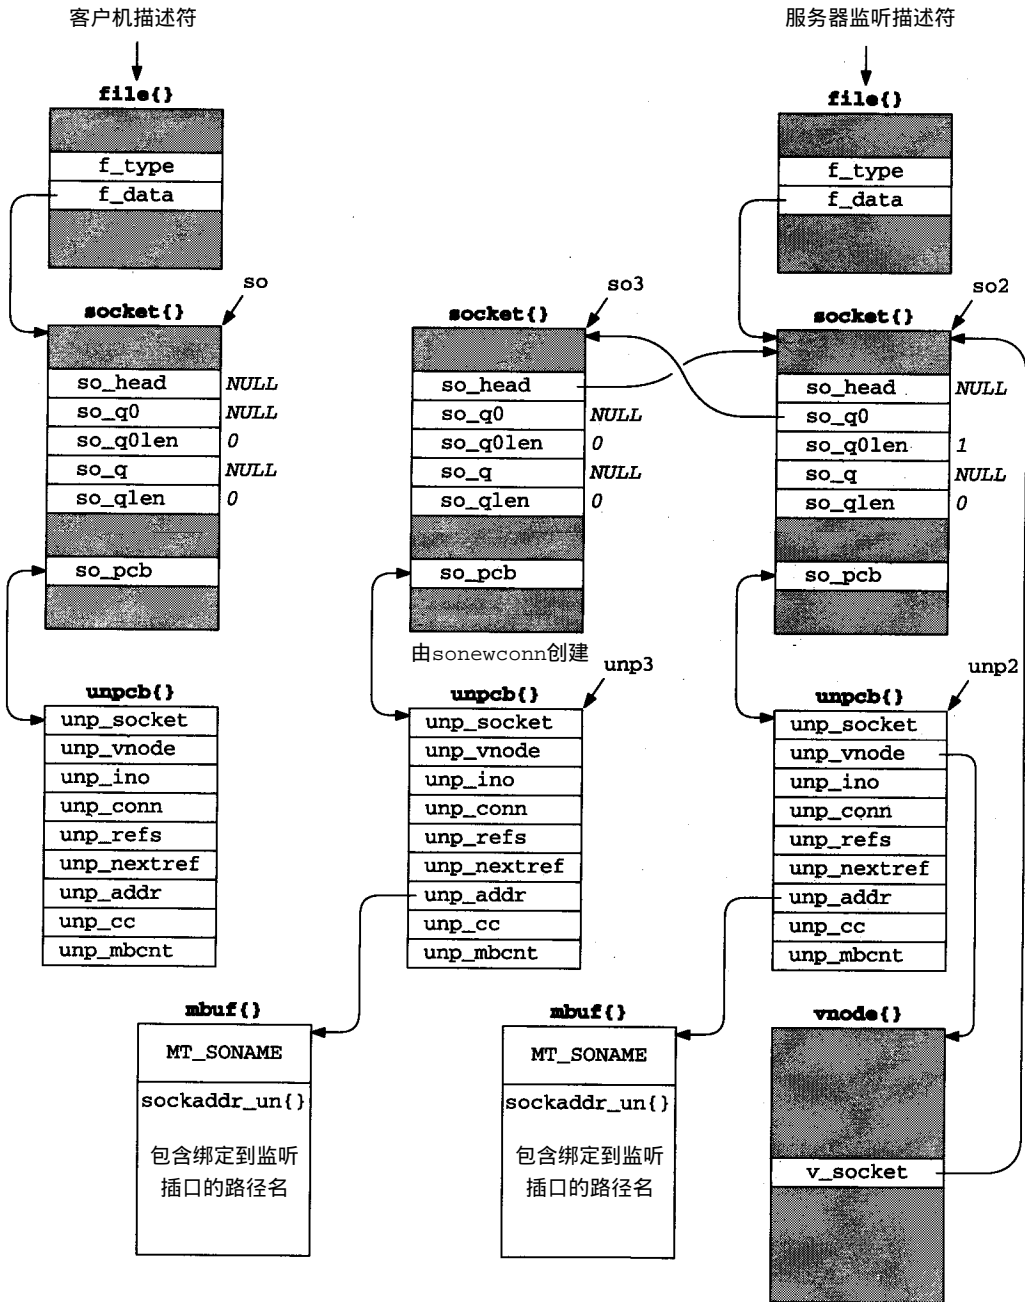 客户机描述符
服务器监听描述符
file{}
f_type
f_data
file{}
f_type
f_data
so
socket{}
so_head NULL
so_q0 NULL
so_q0len 0
so_q NULL
so_qlen 0
so_pcb
so3
socket{}
so_head
so_q0 NULL
so_q0len 0
so_q NULL
so_qlen 0
so_pcb
由sonewconn创建
so2
socket{}
so_head NULL
so_q0
so_q0len 1
so_q NULL
so_qlen 0
so_pcb
unpcb{}
unp_socket
unp_vnode
unp_ino
unp_conn
unp_refs
unp_nextref
unp_addr
unp_cc
unp_mbcnt
unp3
unpcb{}
unp_socket
unp_vnode
unp_ino
unp_conn
unp_refs
unp_nextref
unp_addr
unp_cc
unp_mbcnt
unp2
unpcb{}
unp_socket
unp_vnode
unp_ino
unp_conn
unp_refs
unp_nextref
unp_addr
unp_cc
unp_mbcnt
mbuf{}
MT_SONAME
sockaddr_un{}
包含绑定到监听
插口的路径名
mbuf{}
MT_SONAME
sockaddr_un{}
包含绑定到监听
插口的路径名
vnode{}
v_socket